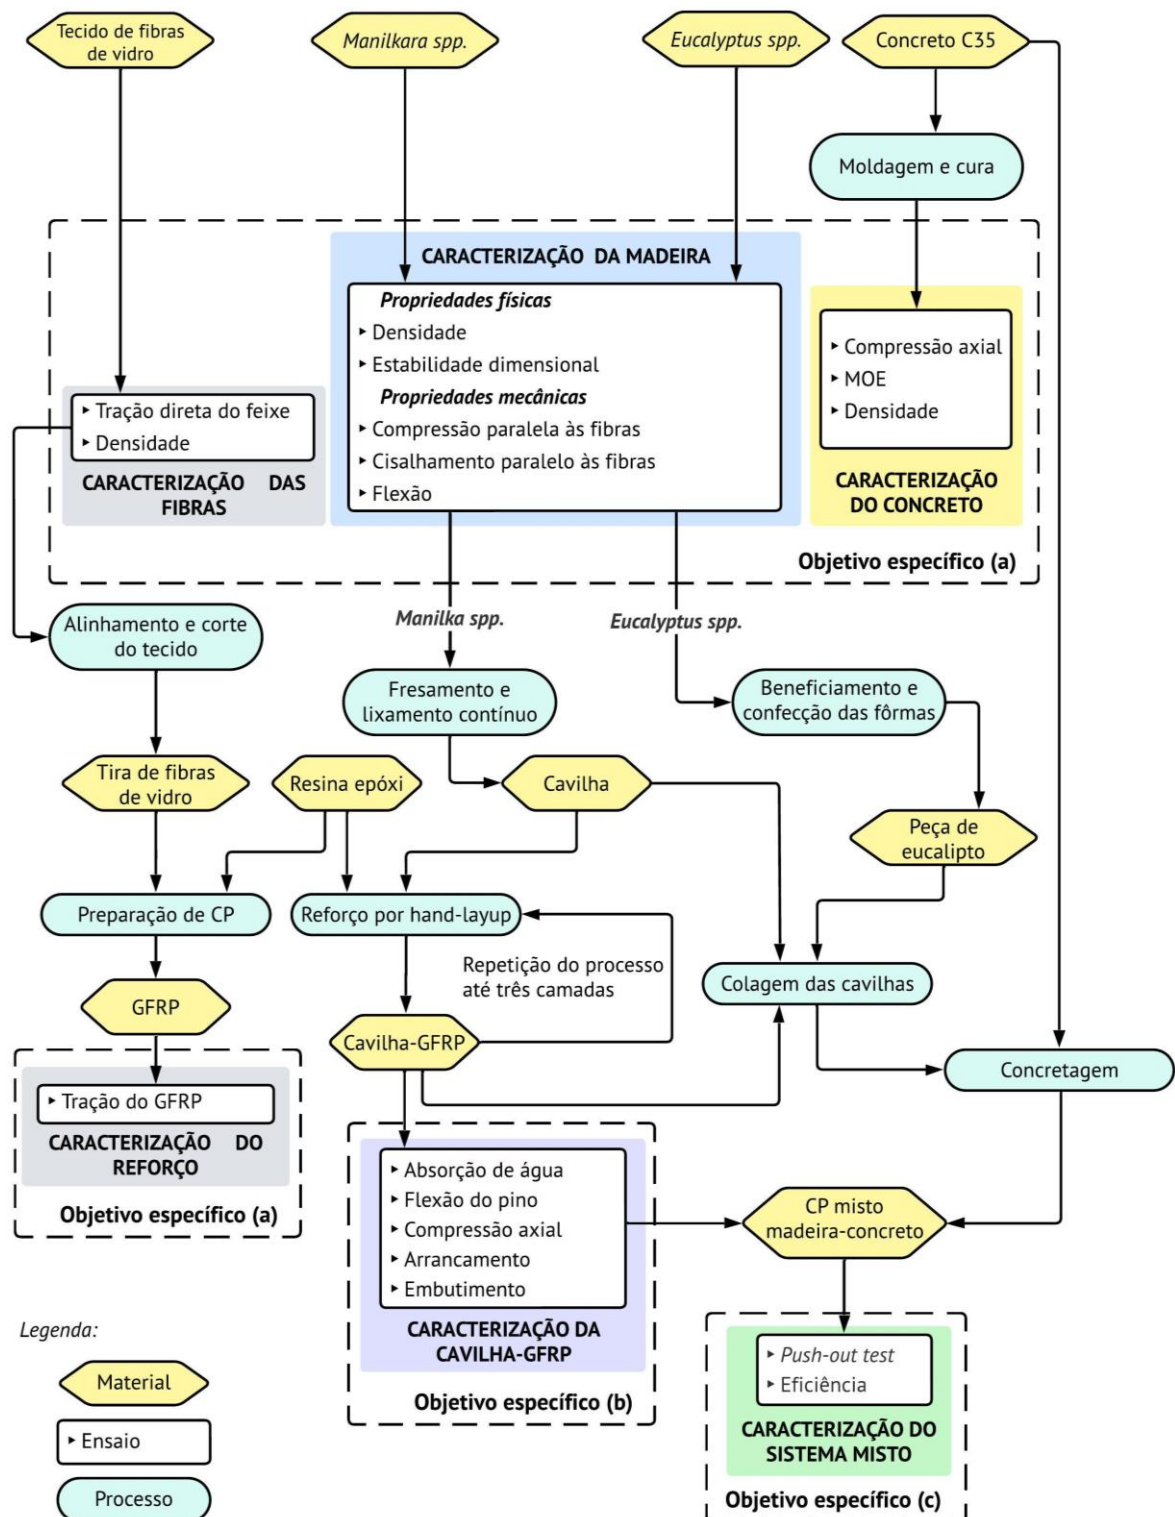 Tecido de fibras
de vidro
Manilkara spp.
Eucalyptus spp.
Concreto C35
Moldagem e cura
CARACTERIZAÇÃO DA MADEIRA
Propriedades físicas
‣ Densidade
‣ Estabilidade dimensional
Propriedades mecânicas
‣ Compressão paralela às fibras
‣ Cisalhamento paralelo às fibras
‣ Flexão
‣ Compressão axial
‣ MOE
‣ Densidade
CARACTERIZAÇÃO
DO CONCRETO
‣ Tração direta do feixe
‣ Densidade
CARACTERIZAÇÃO DAS
FIBRAS
Objetivo específico (a)
Alinhamento e corte
do tecido
Manilka spp.
Eucalyptus spp.
Fresamento e
lixamento contínuo
Beneficiamento e
confecção das fôrmas
Tira de fibras
de vidro
Resina epóxi
Cavilha
Peça de
eucalipto
Preparação de CP
Reforço por hand-layup
Repetição do processo
até três camadas
Colagem das cavilhas
GFRP
Cavilha-GFRP
Concretagem
‣ Tração do GFRP
CARACTERIZAÇÃO DO
REFORÇO
Objetivo específico (a)
‣ Absorção de água
‣ Flexão do pino
‣ Compressão axial
‣ Arrancamento
‣ Embutimento
CARACTERIZAÇÃO DA
CAVILHA-GFRP
Objetivo específico (b)
CP misto
madeira-concreto
‣ Push-out test
‣ Eficiência
CARACTERIZAÇÃO DO
SISTEMA MISTO
Objetivo específico (c)
Legenda:
Material
‣ Ensaio
Processo